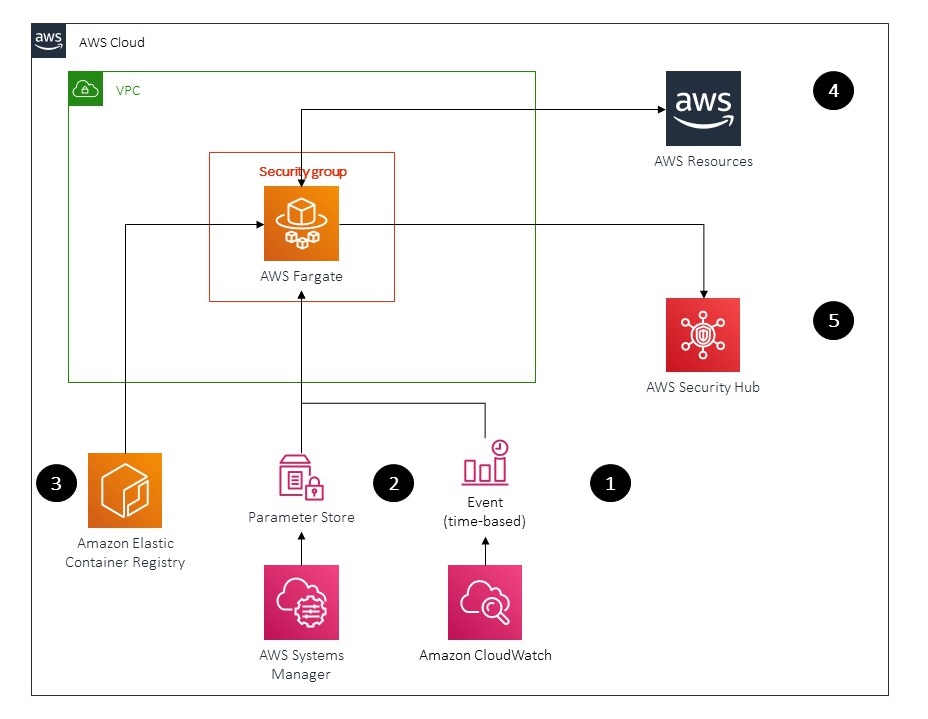 aws
AWS Cloud
VPC
aws
4
AWS Resources
Security group
AWS Fargate
5
AWS Security Hub
3
2
1
Parameter Store
Event
(time-based)
Amazon Elastic
Container Registry
AWS Systems
Manager
Amazon CloudWatch